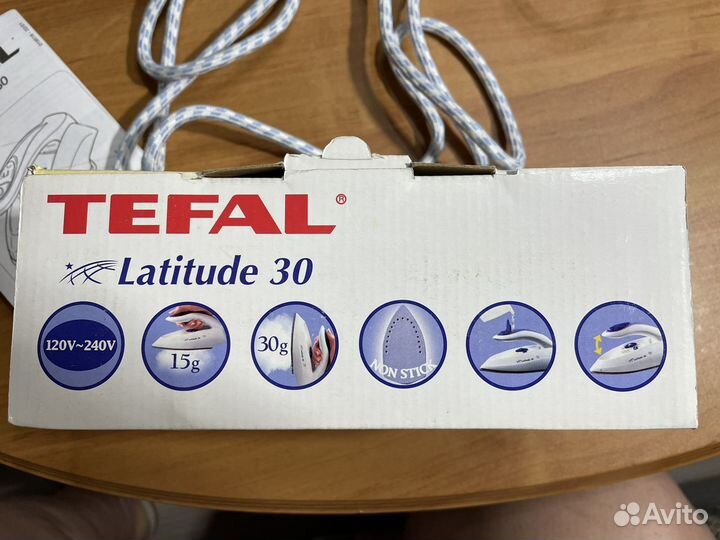 TEFAL®
Latitude 30
120V~240V
15g
30g
NON STICK
Avito